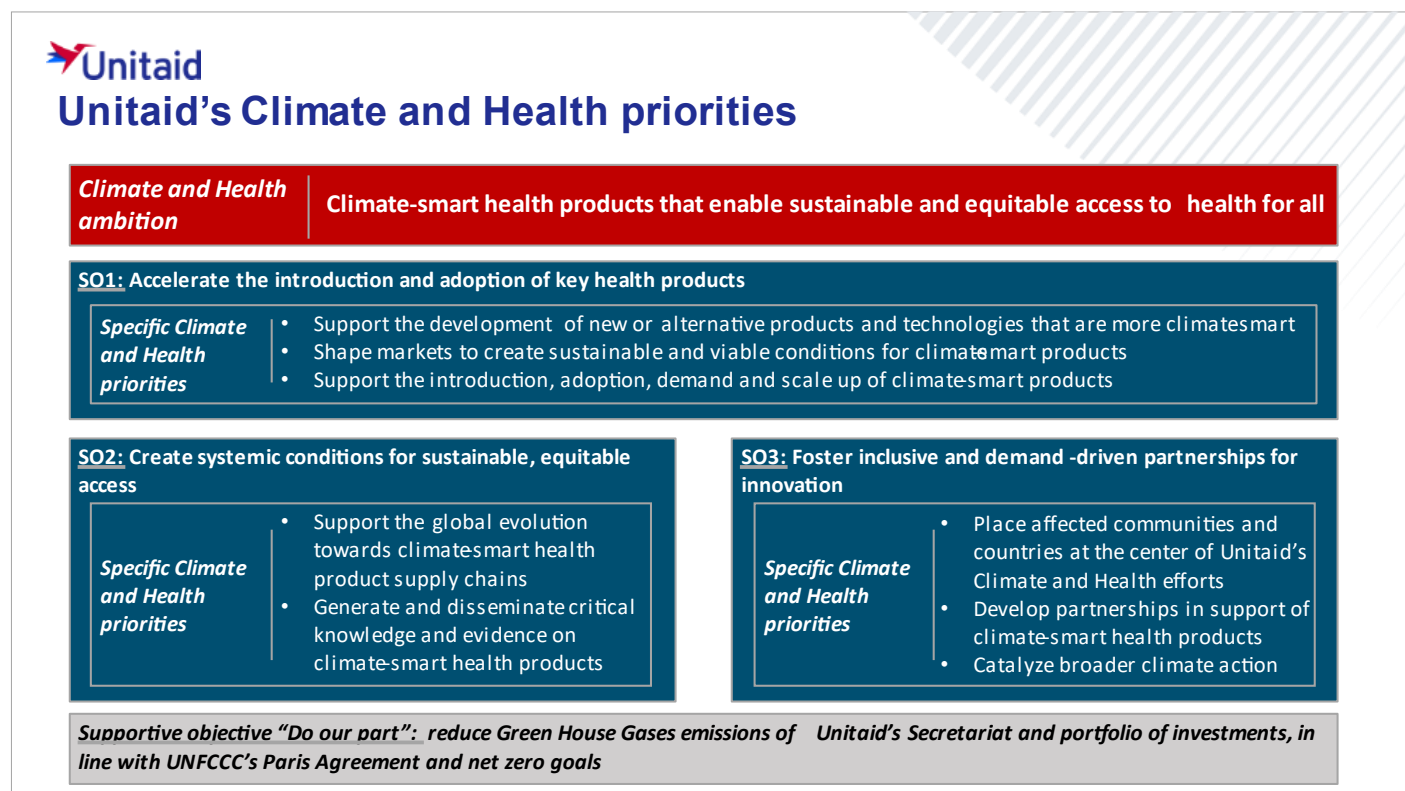 Unitaid
Unitaid's Climate and Health priorities
Climate and Health
ambition
Climate-smart health products that enable sustainable and equitable access to health for all
SO1: Accelerate the introduction and adoption of key health products
Specific Climate
and Health
priorities
• Support the development of new or alternative products and technologies that are more climatesmart
• Shape markets to create sustainable and viable conditions for climate-smart products
• Support the introduction, adoption, demand and scale up of climate-smart products
SO2: Create systemic conditions for sustainable, equitable
access
Specific Climate
and Health
priorities
• Support the global evolution
towards climate-smart health
product supply chains
• Generate and disseminate critical
knowledge and evidence on
climate-smart health products
SO3: Foster inclusive and demand -driven partnerships for
innovation
Specific Climate
and Health
priorities
• Place affected communities and
countries at the center of Unitaid's
Climate and Health efforts
• Develop partnerships in support of
climate-smart health products
• Catalyze broader climate action
Supportive objective "Do our part": reduce Green House Gases emissions of Unitaid's Secretariat and portfolio of investments, in
line with UNFCCC's Paris Agreement and net zero goals